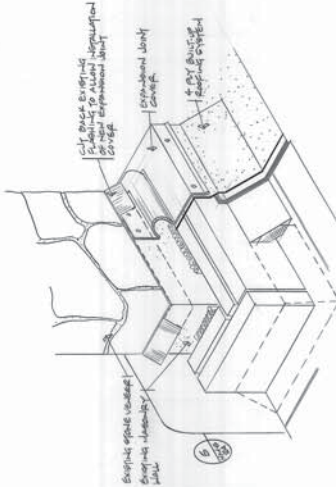 CUT BACK EXISTING
FLASHING TO ALLOW INSTALLATION
OF NEW EXPANSION JOINT
COVER
EXPANSION JOINT
COVER
4 PLY BUILT-UP
ROOFING SYSTEM
EXISTING STONE VENEER
EXISTING MASONRY
WALL
5